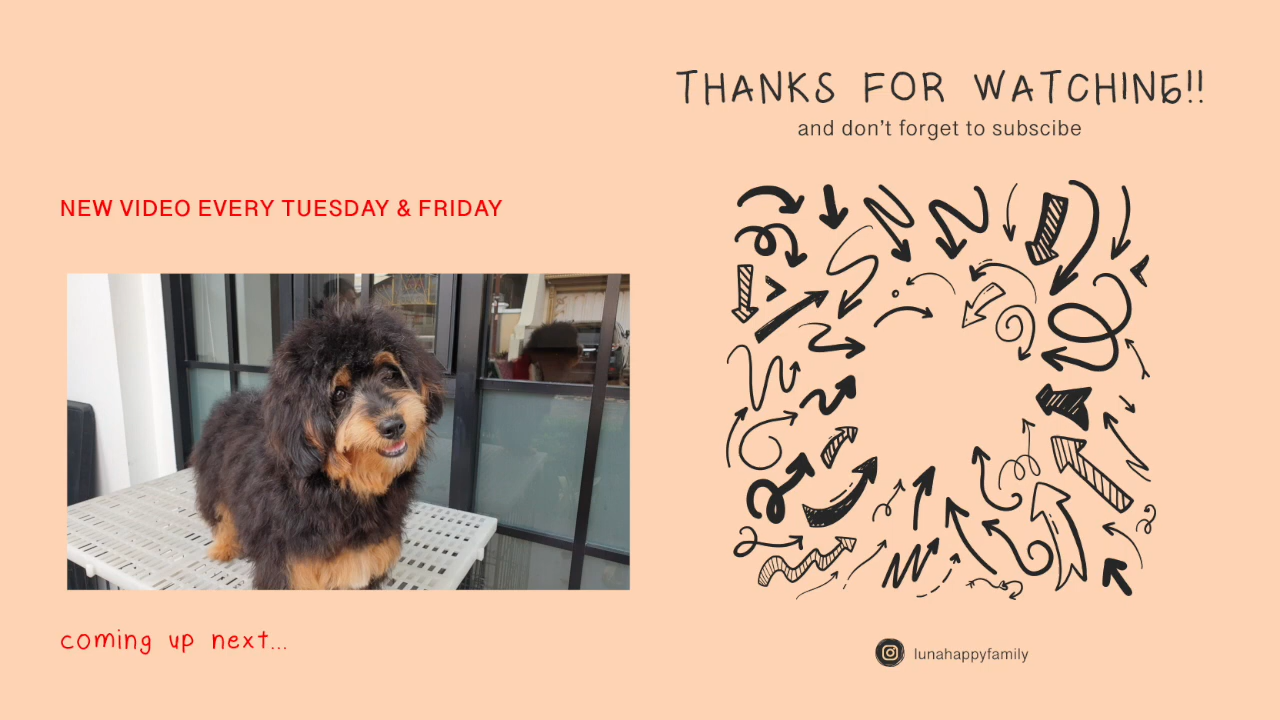 THANKS FOR WATCHING!!
and don't forget to subscibe
NEW VIDEO EVERY TUESDAY & FRIDAY
coming up next...
lunahappyfamily